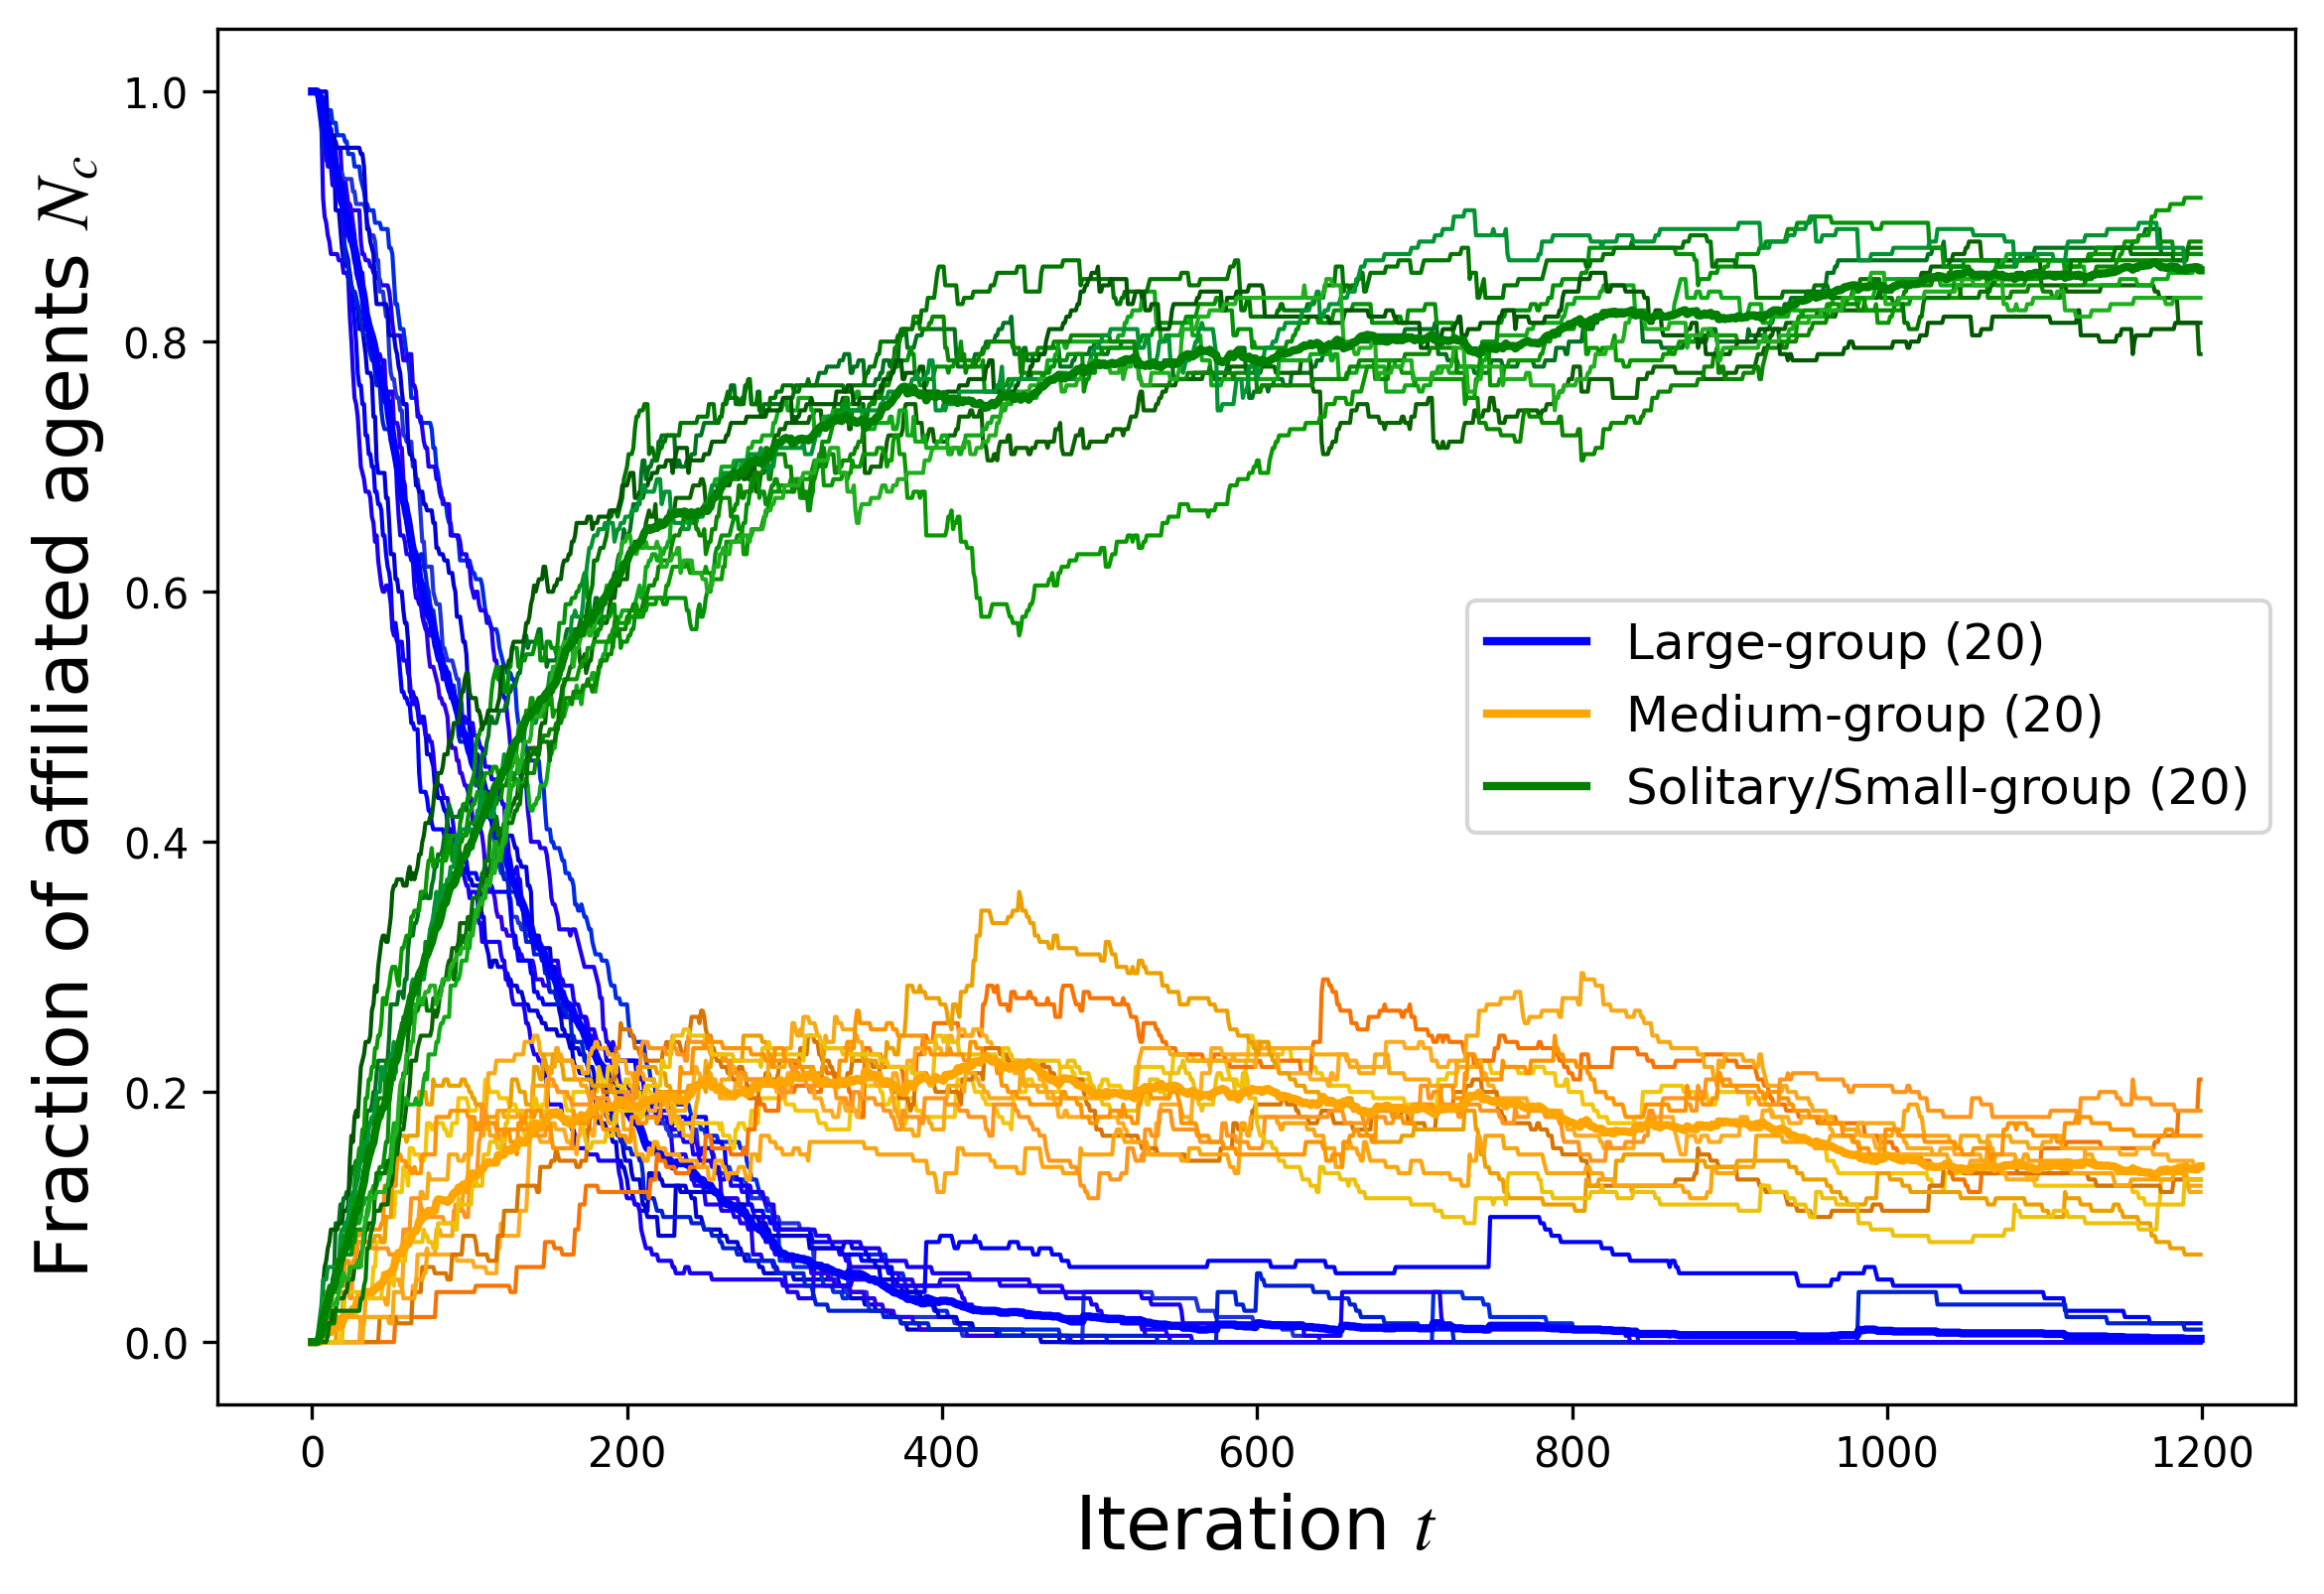 Fraction of affiliated agents N_c
1.0
0.8
0.6
0.4
0.2
0.0
Large-group (20)
Medium-group (20)
Solitary/Small-group (20)
0 200 400 600 800 1000 1200
Iteration t